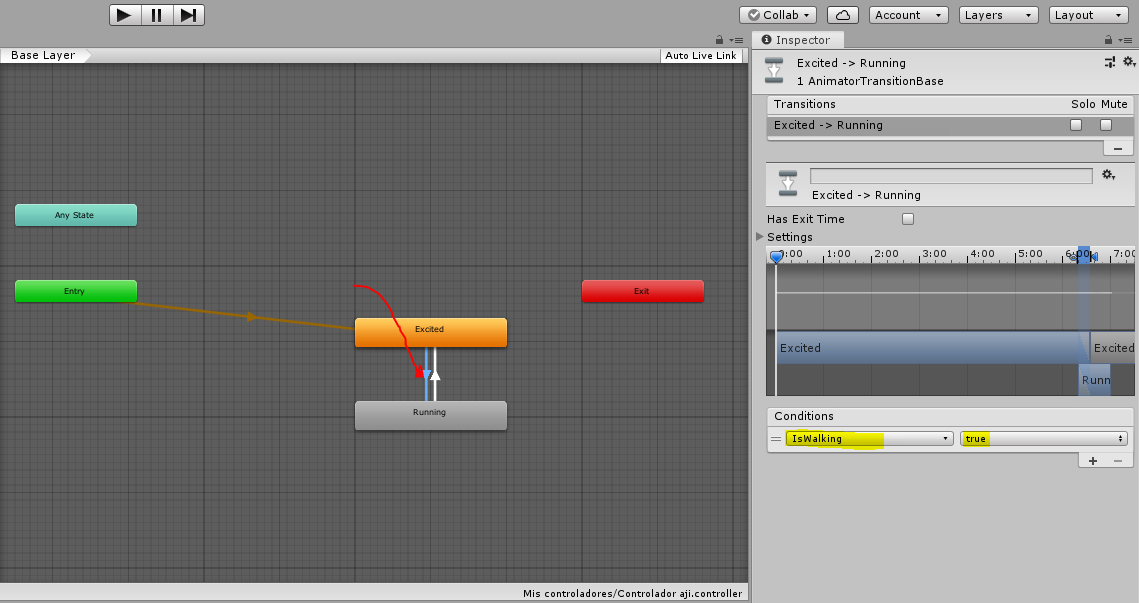 Collab
Account
Layers
Layout
Base Layer
Auto Live Link
Inspector
Excited -> Running
1 AnimatorTransitionBase
Transitions
Solo Mute
Excited -> Running
Excited -> Running
Has Exit Time
Settings
0:00 1:00 2:00 3:00 4:00 5:00 6:00 7:00
Any State
Entry
Exit
Excited
Running
Excited Excited
Runn
Conditions
IsWalking true
Mis controladores/Controlador aji.controller